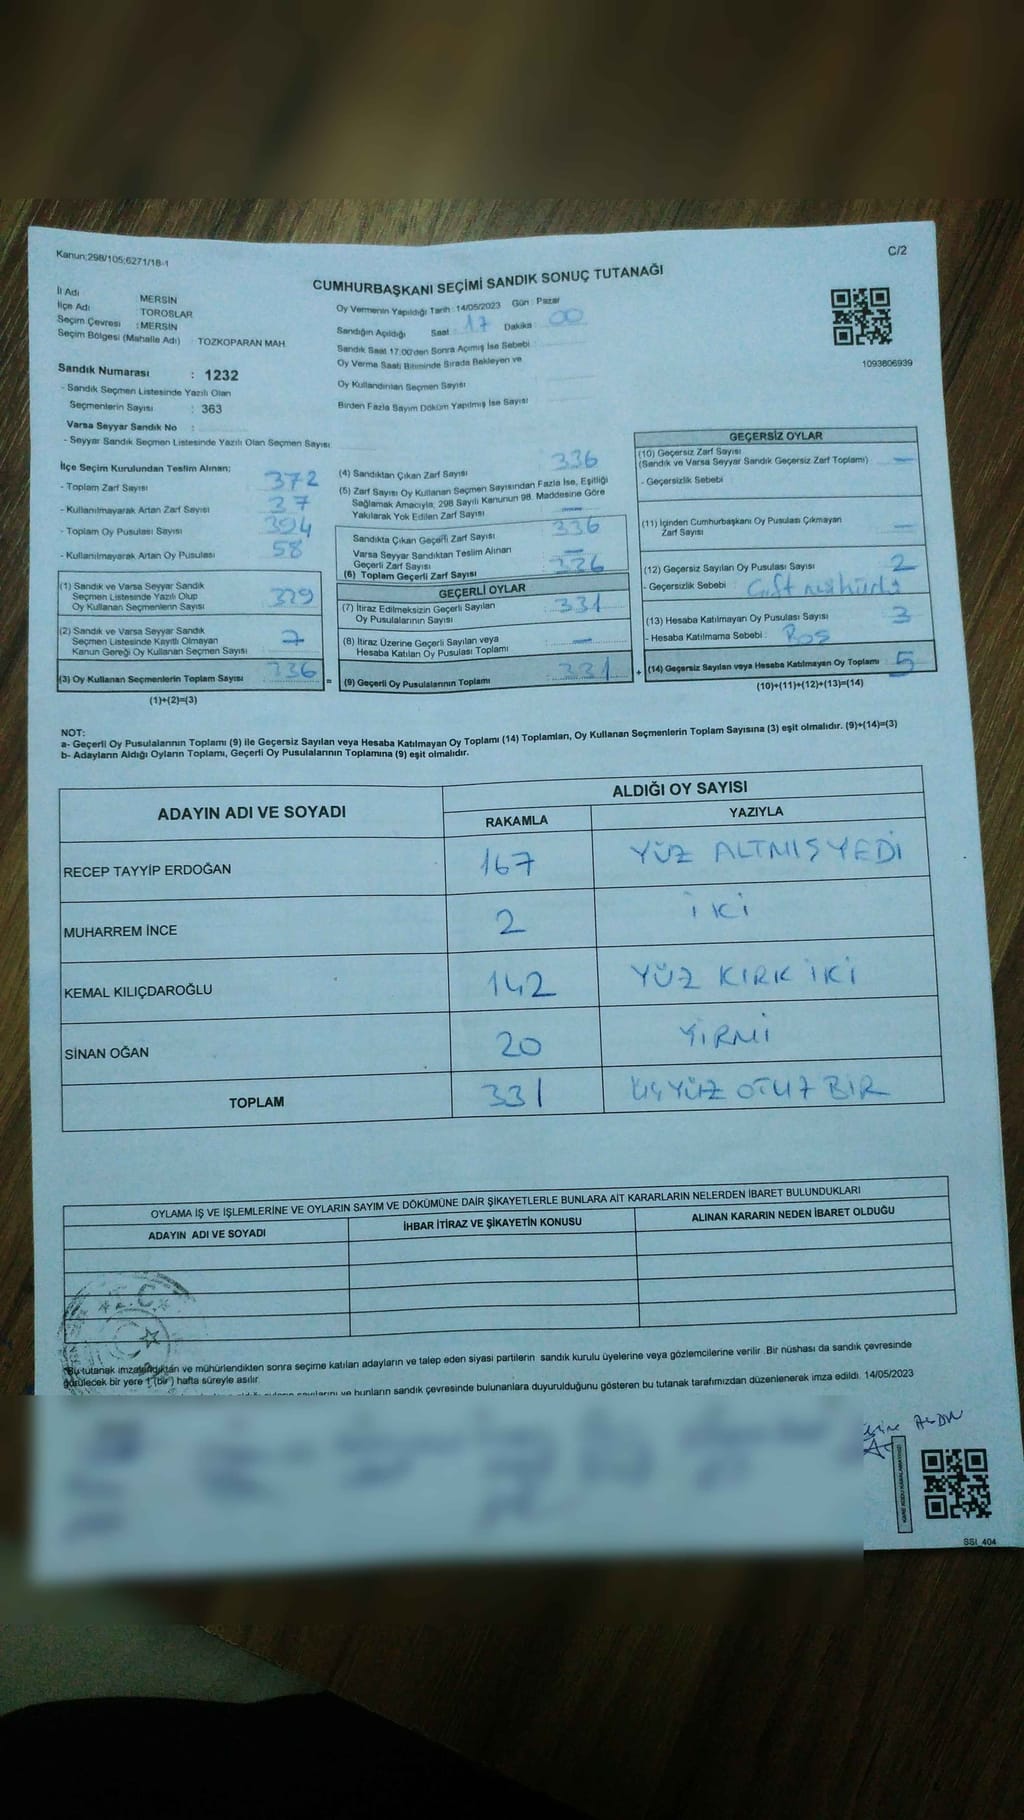 Kanun;298/105;6271/18-1
C/2
CUMHURBAŞKANI SEÇİMİ SANDIK SONUÇ TUTANAĞI
İl Adı MERSİN
İlçe Adı TOROSLAR
Seçim Çevresi : MERSİN
Seçim Bölgesi (Mahalle Adı) TOZKOPARAN MAH.
Oy Vermenin Yapıldığı Tarih : 14/05/2023 Gün : Pazar
Sandığın Açıldığı Saat : 17 Dakika : 00
Sandık Saat 17:00'den Sonra Açımış İse Sebebi :
Oy Verme Saati Bitiminde Sırada Bekleyen ve
Oy Kullandırılan Seçmen Sayısı
Birden Fazla Sayım Döküm Yapılmış İse Sayısı
1093806939
Sandık Numarası : 1232
- Sandık Seçmen Listesinde Yazılı Olan
Seçmenlerin Sayısı : 363
Varsa Seyyar Sandık No :
- Seyyar Sandık Seçmen Listesinde Yazılı Olan Seçmen Sayısı
İlçe Seçim Kurulundan Teslim Alınan;
- Toplam Zarf Sayısı 372
- Kullanılmayarak Artan Zarf Sayısı 37
- Toplam Oy Pusulası
- Kullanılmayarak Artan Oy Pusulası 58
(1) Sandık ve Varsa Seyyar Sandık
Seçmen Listesinde Yazılı Olup
Oy Kullanan Seçmenlerin Sayısı 329
(2) Sandık ve Varsa Seyyar Sandık
Seçmen Listesinde Kayıtlı Olmayan
Kanun Gereği Oy Kullanan Seçmen Sayısı 7
(3) Oy Kullanan Seçmenlerin Toplam Sayısı 336 =
(1)+(2)=(3)
(4) Sandıktan Çıkan Zarf Sayısı 336
(5) Zarf Sayısı Oy Kullanan Seçmen Sayısından Fazla İse, Eşitliği
Sağlamak Amacıyla, 298 Sayılı Kanunun 98. Maddesine Göre
Yakılarak Yok Edilen Zarf Sayısı —
Sandıkta Çıkan Geçerli Zarf Sayısı 336
Varsa Seyyar Sandıktan Teslim Alınan
Geçerli Zarf Sayısı —
(6) Toplam Geçerli Zarf Sayısı 336
GEÇERLİ OYLAR
(7) İtiraz Edilmeksizin Geçerli Sayılan
Oy Pusulalarının Sayısı 331
(8) İtiraz Üzerine Geçerli Sayılan veya
Hesaba Katılan Oy Pusulası Toplamı —
(9) Geçerli Oy Pusulalarının Toplamı 331 +
GEÇERSİZ OYLAR
(10) Geçersiz Zarf Sayısı
(Sandık ve Varsa Seyyar Sandık Geçersiz Zarf Toplamı) —
- Geçersizlik Sebebi
(11) İçinden Cumhurbaşkanı Oy Pusulası Çıkmayan
Zarf Sayısı —
(12) Geçersiz Sayılan Oy Pusulası Sayısı 2
- Geçersizlik Sebebi : Çift mühürlü
(13) Hesaba Katılmayan Oy Pusulası Sayısı 3
- Hesaba Katılmama Sebebi : Boş
(14) Geçersiz Sayılan veya Hesaba Katılmayan Oy Toplamı 5
(10)+(11)+(12)+(13)=(14)
NOT:
a- Geçerli Oy Pusulalarının Toplamı (9) ile Geçersiz Sayılan veya Hesaba Katılmayan Oy Toplamı (14) Toplamları, Oy Kullanan Seçmenlerin Toplam Sayısına (3) eşit olmalıdır. (9)+(14)=(3)
b- Adayların Aldığı Oyların Toplamı, Geçerli Oy Pusulalarının Toplamına (9) eşit olmalıdır.
ADAYIN ADI VE SOYADI
ALDIĞI OY SAYISI
RAKAMLA YAZIYLA
RECEP TAYYİP ERDOĞAN 167 YÜZ ALTMIŞ YEDİ
MUHARREM İNCE 2 İKİ
KEMAL KILIÇDAROĞLU 142 YÜZ KIRK İKİ
SİNAN OĞAN 20 YİRMİ
TOPLAM 331 ÜÇ YÜZ OTUZ BİR
OYLAMA İŞ VE İŞLEMLERİNE VE OYLARIN SAYIM VE DÖKÜMÜNE DAİR ŞİKAYETLERLE BUNLARA AİT KARARLARIN NELERDEN İBARET BULUNDUKLARI
ADAYIN ADI VE SOYADI İHBAR İTİRAZ VE ŞİKAYETİN KONUSU ALINAN KARARIN NEDEN İBARET OLDUĞU
T.C.
*Bu tutanak imzalandıktan ve mühürlendikten sonra seçime katılan adayların ve talep eden siyasi partilerin sandık kurulu üyelerine veya gözlemcilerine verilir. Bir nüshası da sandık çevresinde
görülecek bir yere 1 (bir) hafta süreyle asılır.
sayılarını ve bunların sandık çevresinde bulunanlara duyurulduğunu gösteren bu tutanak tarafımızdan düzenlenerek imza edildi. 14/05/2023
KARE KODU KARALAMAYINIZ!
SSI_404